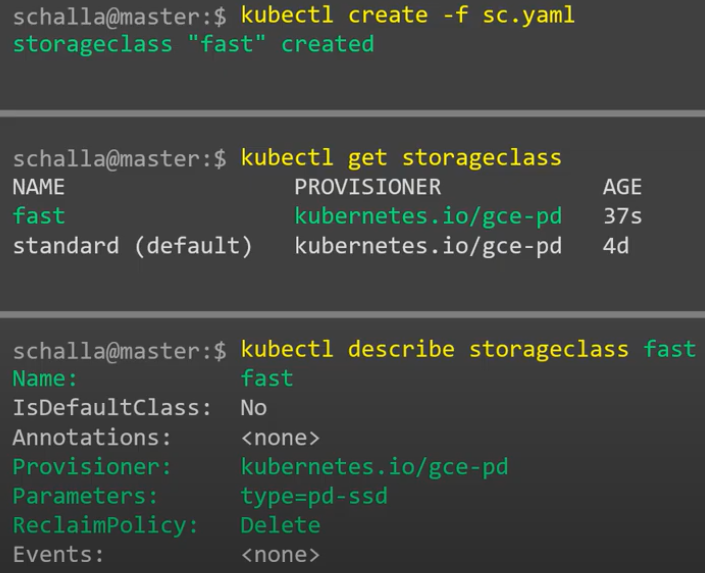 schalla@master:$ kubectl create -f sc.yaml
storageclass "fast" created
schalla@master:$ kubectl get storageclass
NAME PROVISIONER AGE
fast kubernetes.io/gce-pd 37s
standard (default) kubernetes.io/gce-pd 4d
schalla@master:$ kubectl describe storageclass fast
Name: fast
IsDefaultClass: No
Annotations: <none>
Provisioner: kubernetes.io/gce-pd
Parameters: type=pd-ssd
ReclaimPolicy: Delete
Events: <none>